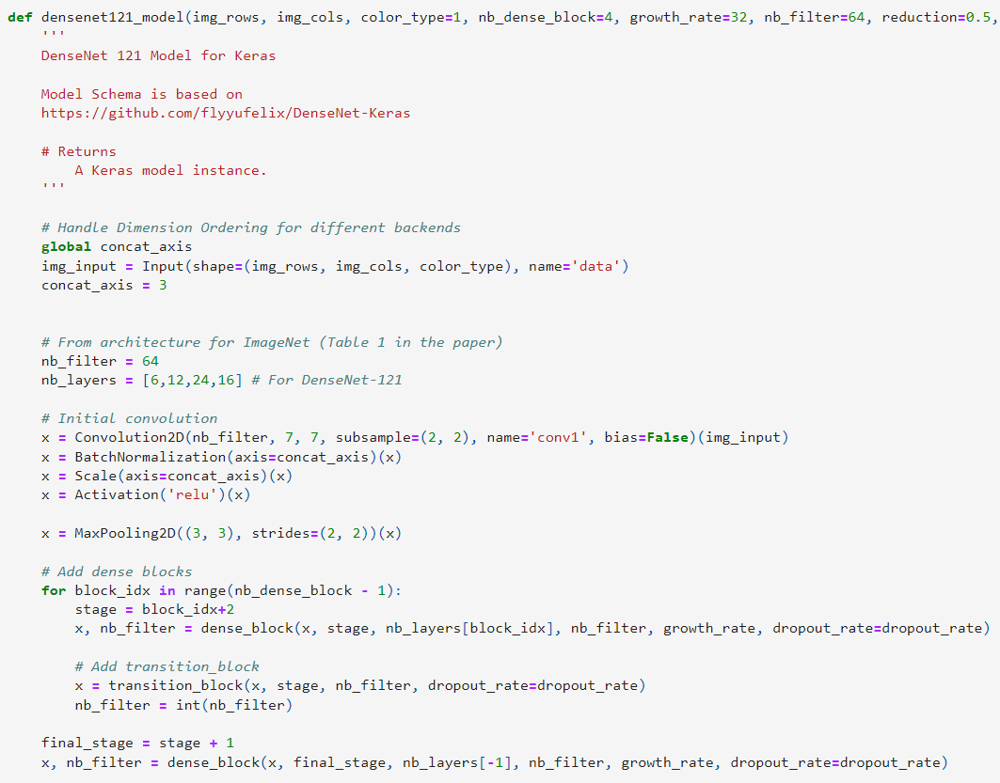 def densenet121_model(img_rows, img_cols, color_type=1, nb_dense_block=4, growth_rate=32, nb_filter=64, reduction=0.5,
    '''
    DenseNet 121 Model for Keras

    Model Schema is based on
    https://github.com/flyyufelix/DenseNet-Keras

    # Returns
        A Keras model instance.
    '''

    # Handle Dimension Ordering for different backends
    global concat_axis
    img_input = Input(shape=(img_rows, img_cols, color_type), name='data')
    concat_axis = 3


    # From architecture for ImageNet (Table 1 in the paper)
    nb_filter = 64
    nb_layers = [6,12,24,16] # For DenseNet-121

    # Initial convolution
    x = Convolution2D(nb_filter, 7, 7, subsample=(2, 2), name='conv1', bias=False)(img_input)
    x = BatchNormalization(axis=concat_axis)(x)
    x = Scale(axis=concat_axis)(x)
    x = Activation('relu')(x)

    x = MaxPooling2D((3, 3), strides=(2, 2))(x)

    # Add dense blocks
    for block_idx in range(nb_dense_block - 1):
        stage = block_idx+2
        x, nb_filter = dense_block(x, stage, nb_layers[block_idx], nb_filter, growth_rate, dropout_rate=dropout_rate)

        # Add transition_block
        x = transition_block(x, stage, nb_filter, dropout_rate=dropout_rate)
        nb_filter = int(nb_filter)

    final_stage = stage + 1
    x, nb_filter = dense_block(x, final_stage, nb_layers[-1], nb_filter, growth_rate, dropout_rate=dropout_rate)